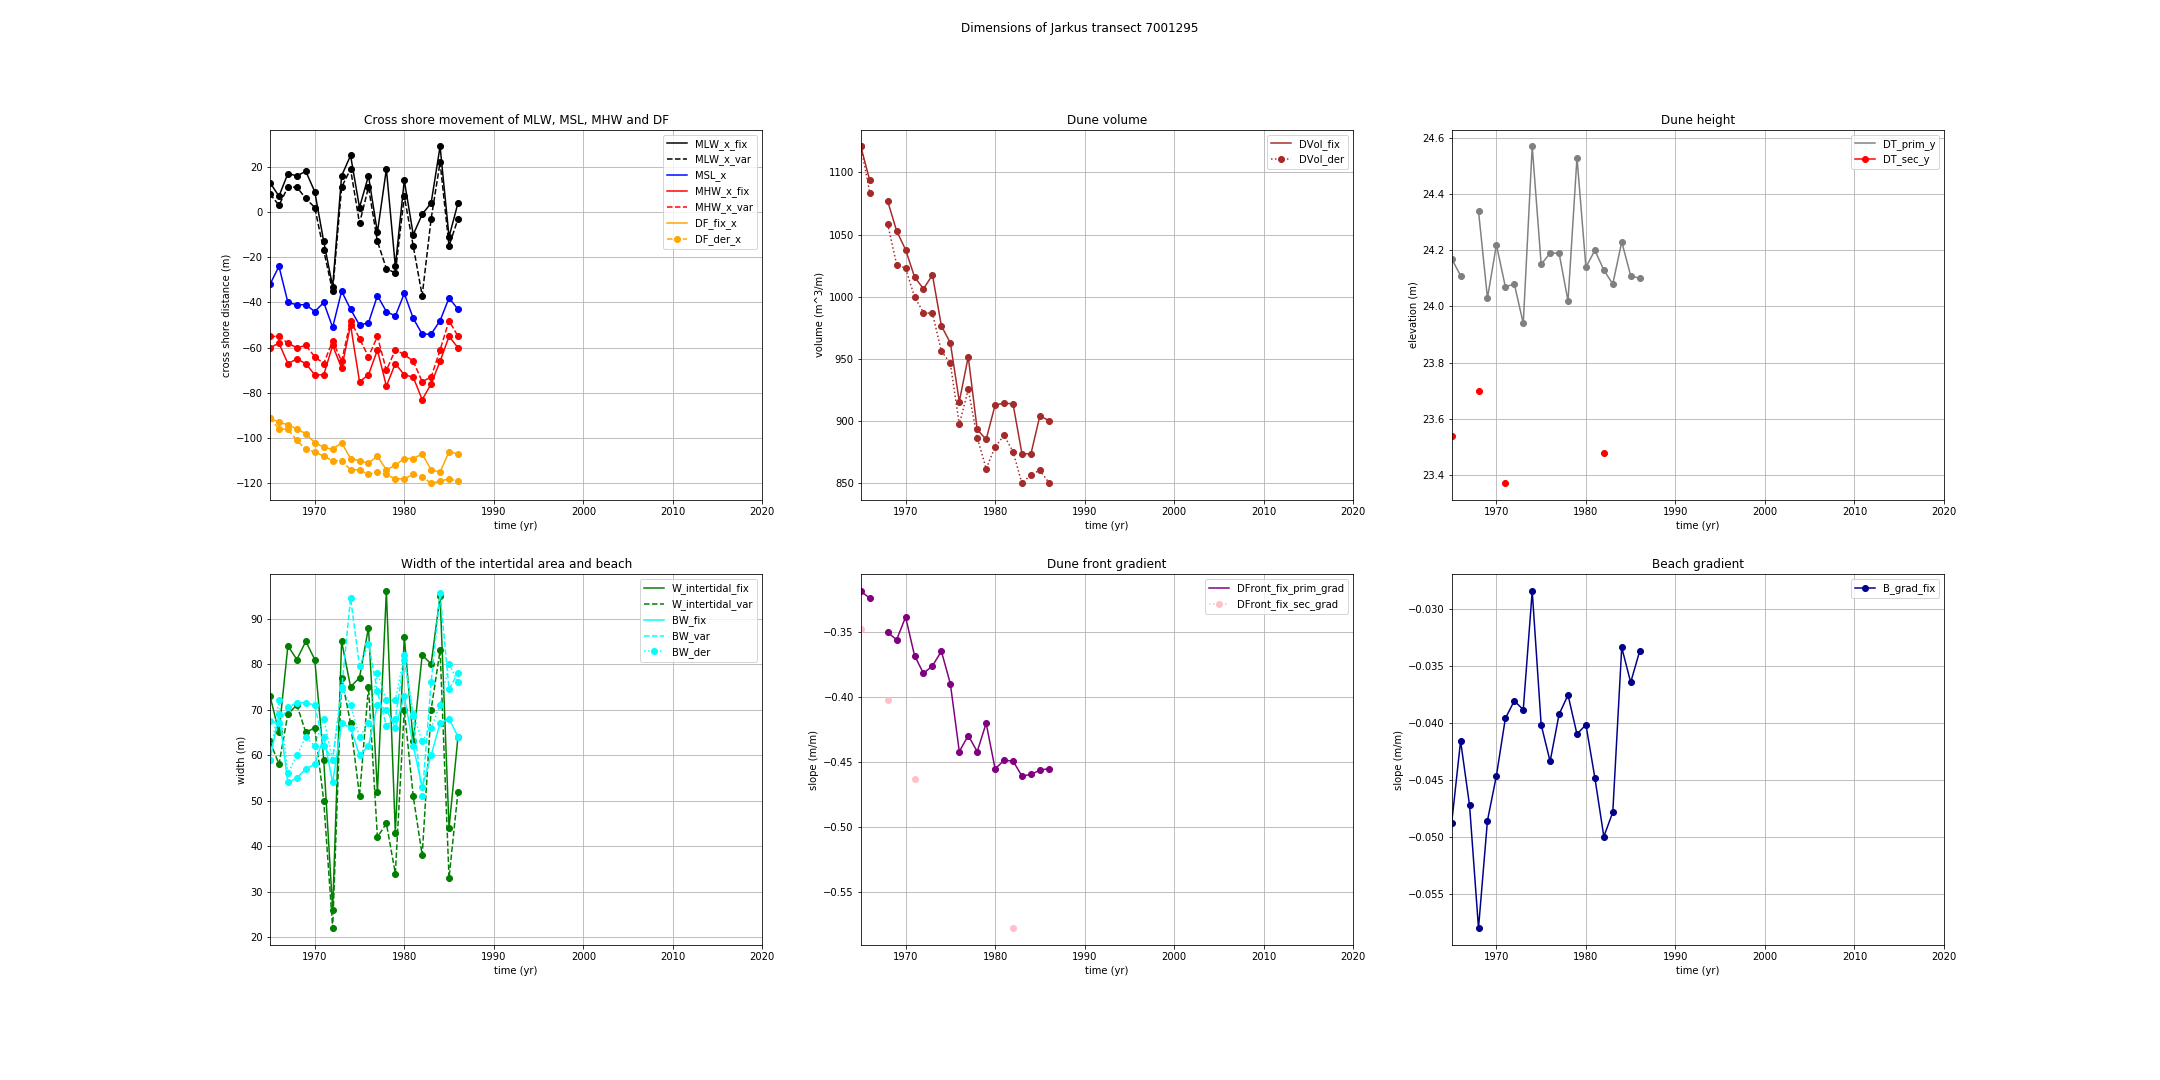 Dimensions of Jarkus transect 7001295
Cross shore movement of MLW, MSL, MHW and DF
cross shore distance (m)
20
0
−20
−40
−60
−80
−100
−120
MLW_x_fix
MLW_x_var
MSL_x
MHW_x_fix
MHW_x_var
DF_fix_x
DF_der_x
1970 1980 1990 2000 2010 2020
time (yr)
Dune volume
volume (m^3/m)
1100
1050
1000
950
900
850
DVol_fix
DVol_der
1970 1980 1990 2000 2010 2020
time (yr)
Dune height
elevation (m)
24.6
24.4
24.2
24.0
23.8
23.6
23.4
DT_prim_y
DT_sec_y
1970 1980 1990 2000 2010 2020
time (yr)
Width of the intertidal area and beach
width (m)
90
80
70
60
50
40
30
20
W_intertidal_fix
W_intertidal_var
BW_fix
BW_var
BW_der
1970 1980 1990 2000 2010 2020
time (yr)
Dune front gradient
slope (m/m)
−0.35
−0.40
−0.45
−0.50
−0.55
DFront_fix_prim_grad
DFront_fix_sec_grad
1970 1980 1990 2000 2010 2020
time (yr)
Beach gradient
slope (m/m)
−0.030
−0.035
−0.040
−0.045
−0.050
−0.055
B_grad_fix
1970 1980 1990 2000 2010 2020
time (yr)